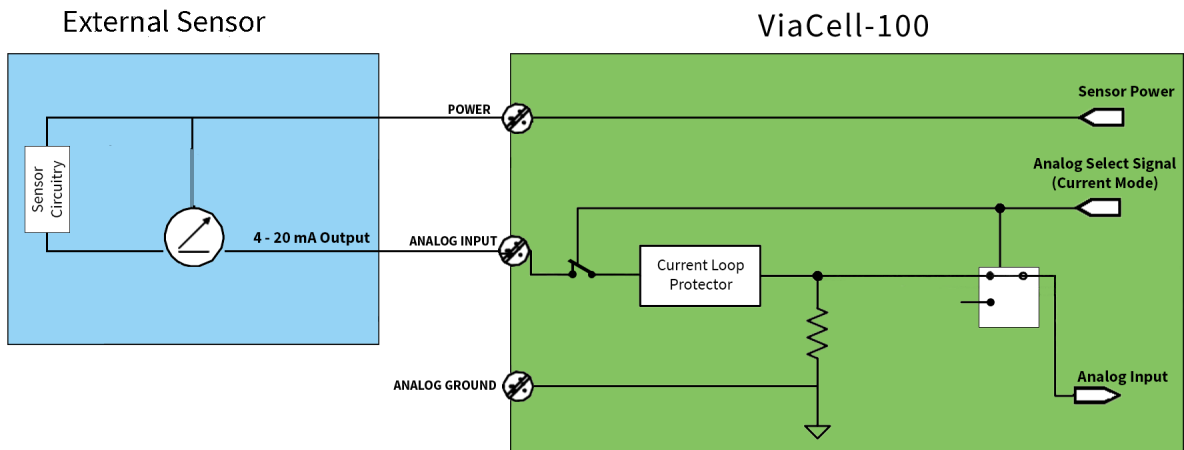 External Sensor
ViaCell-100
POWER
Sensor Power
Analog Select Signal
(Current Mode)
Sensor
Circuitry
4 - 20 mA Output
ANALOG INPUT
Current Loop
Protector
ANALOG GROUND
Analog Input